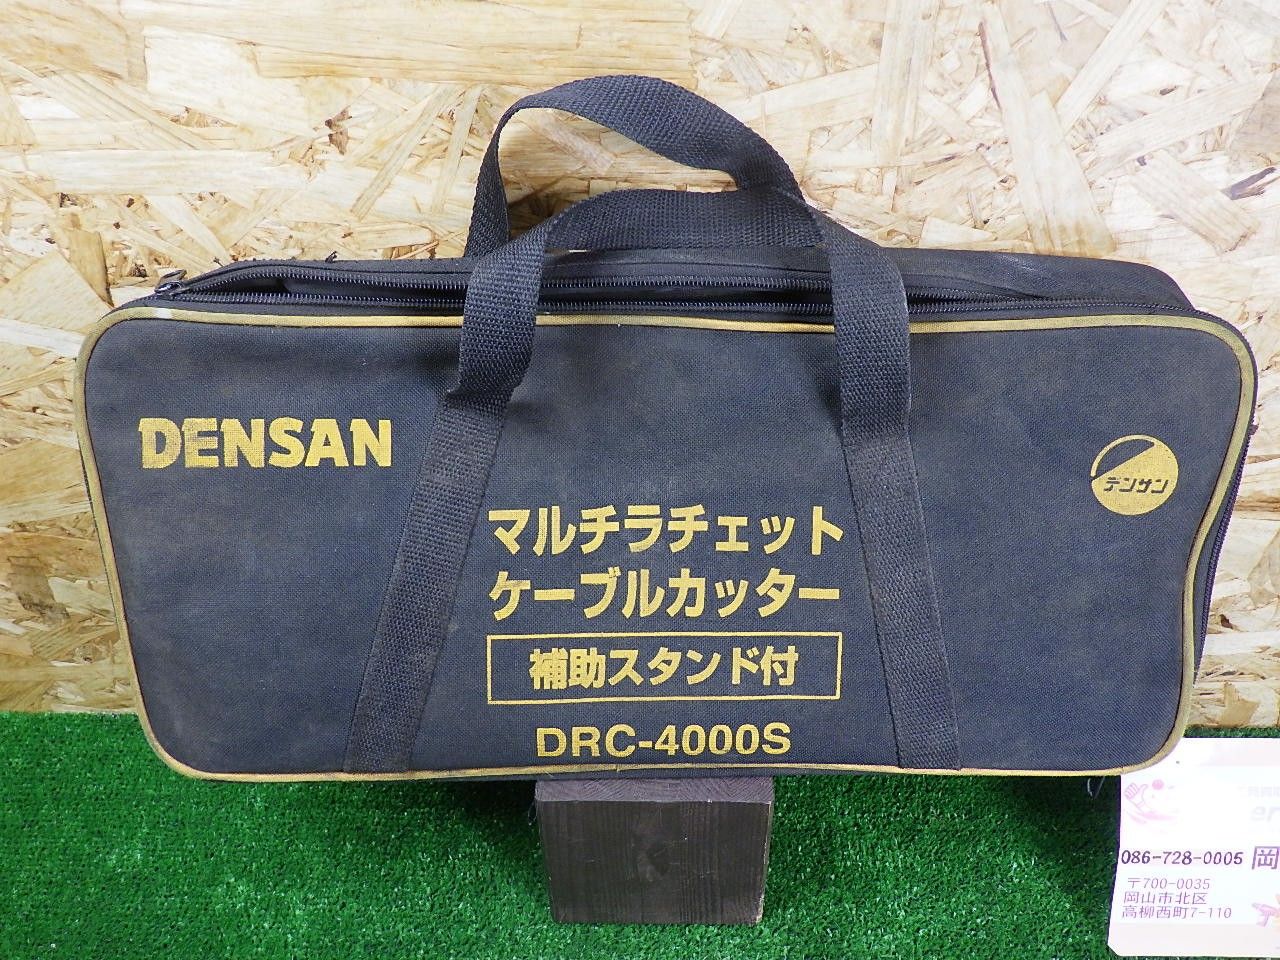 DENSAN
デンサン
マルチラチェット
ケーブルカッター
補助スタンド付
DRC-4000S
086-728-0005 岡
〒700-0035
岡山市北区
高柳西町7-110